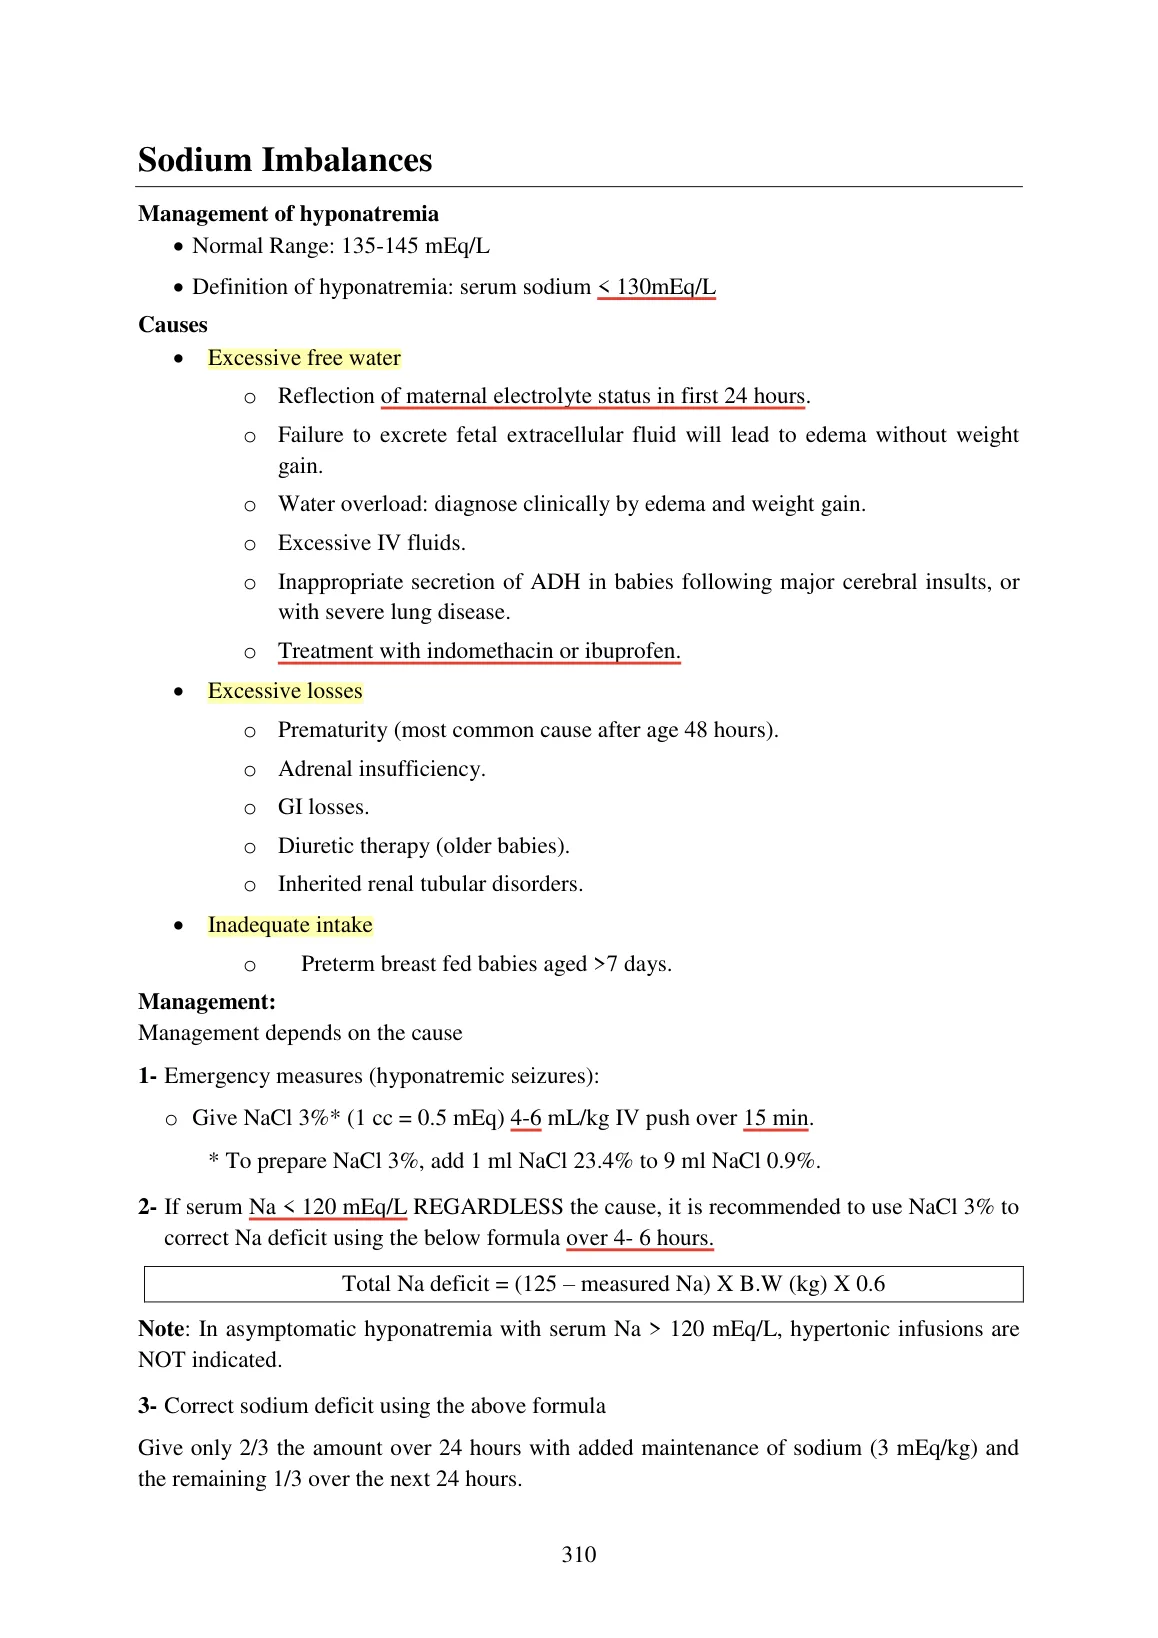 Sodium Imbalances
Management of hyponatremia
• Normal Range: 135-145 mEq/L
• Definition of hyponatremia: serum sodium < 130mEq/L
Causes
• Excessive free water
o Reflection of maternal electrolyte status in first 24 hours.
o Failure to excrete fetal extracellular fluid will lead to edema without weight
gain.
o Water overload: diagnose clinically by edema and weight gain.
o Excessive IV fluids.
o Inappropriate secretion of ADH in babies following major cerebral insults, or
with severe lung disease.
o Treatment with indomethacin or ibuprofen.
• Excessive losses
o Prematurity (most common cause after age 48 hours).
o Adrenal insufficiency.
o GI losses.
o Diuretic therapy (older babies).
o Inherited renal tubular disorders.
• Inadequate intake
o Preterm breast fed babies aged >7 days.
Management:
Management depends on the cause
1- Emergency measures (hyponatremic seizures):
o Give NaCl 3%* (1 cc = 0.5 mEq) 4-6 mL/kg IV push over 15 min.
* To prepare NaCl 3%, add 1 ml NaCl 23.4% to 9 ml NaCl 0.9%.
2- If serum Na < 120 mEq/L REGARDLESS the cause, it is recommended to use NaCl 3% to
correct Na deficit using the below formula over 4- 6 hours.
Total Na deficit = (125 – measured Na) X B.W (kg) X 0.6
Note: In asymptomatic hyponatremia with serum Na > 120 mEq/L, hypertonic infusions are
NOT indicated.
3- Correct sodium deficit using the above formula
Give only 2/3 the amount over 24 hours with added maintenance of sodium (3 mEq/kg) and
the remaining 1/3 over the next 24 hours.
310